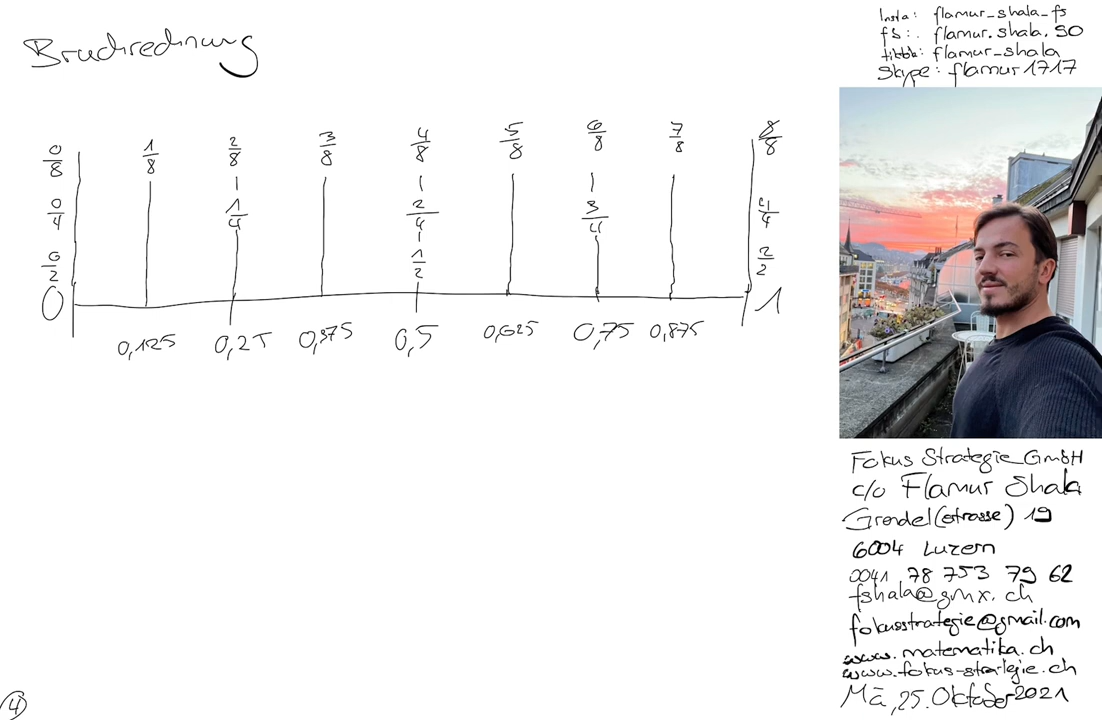 Bruchrechnung
Insta: flamur_shala_fs
fb: flamur.shala.90
tiktok: flamur_shala
Skype: flamur1717
0/8 1/8 2/8 3/8 4/8 5/8 6/8 7/8 8/8
0/4 1/4 2/4 3/4 4/4
0/2 1/2 2/2
0 1
0,125 0,25 0,375 0,5 0,625 0,75 0,875
Fokus Strategie GmbH
c/o Flamur Shala
Grendel(strasse) 19
6004 Luzern
0041 78 753 79 62
fshala@gmx.ch
fokusstrategie@gmail.com
www.matematika.ch
www.fokus-strategie.ch
Mä, 25. Oktober 2021
4